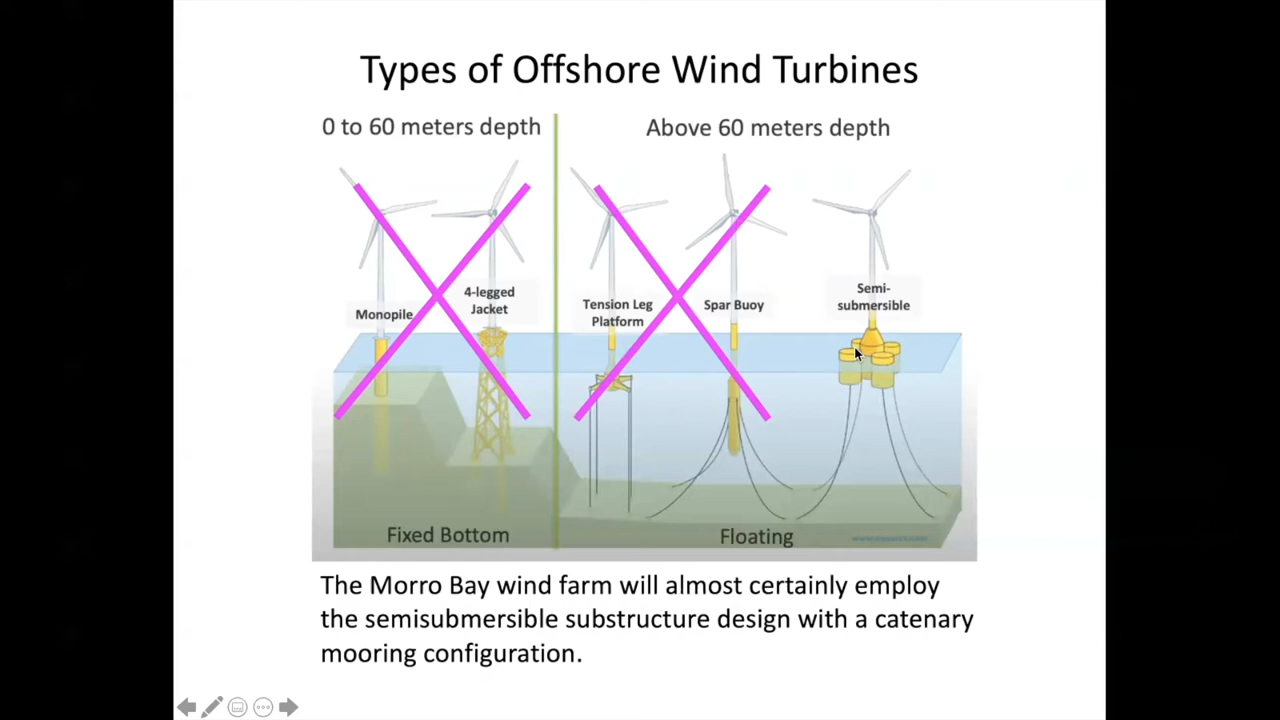 Types of Offshore Wind Turbines
0 to 60 meters depth
Above 60 meters depth
Monopile
4-legged
Jacket
Tension Leg
Platform
Spar Buoy
Semi-
submersible
Fixed Bottom
Floating
The Morro Bay wind farm will almost certainly employ
the semisubmersible substructure design with a catenary
mooring configuration.